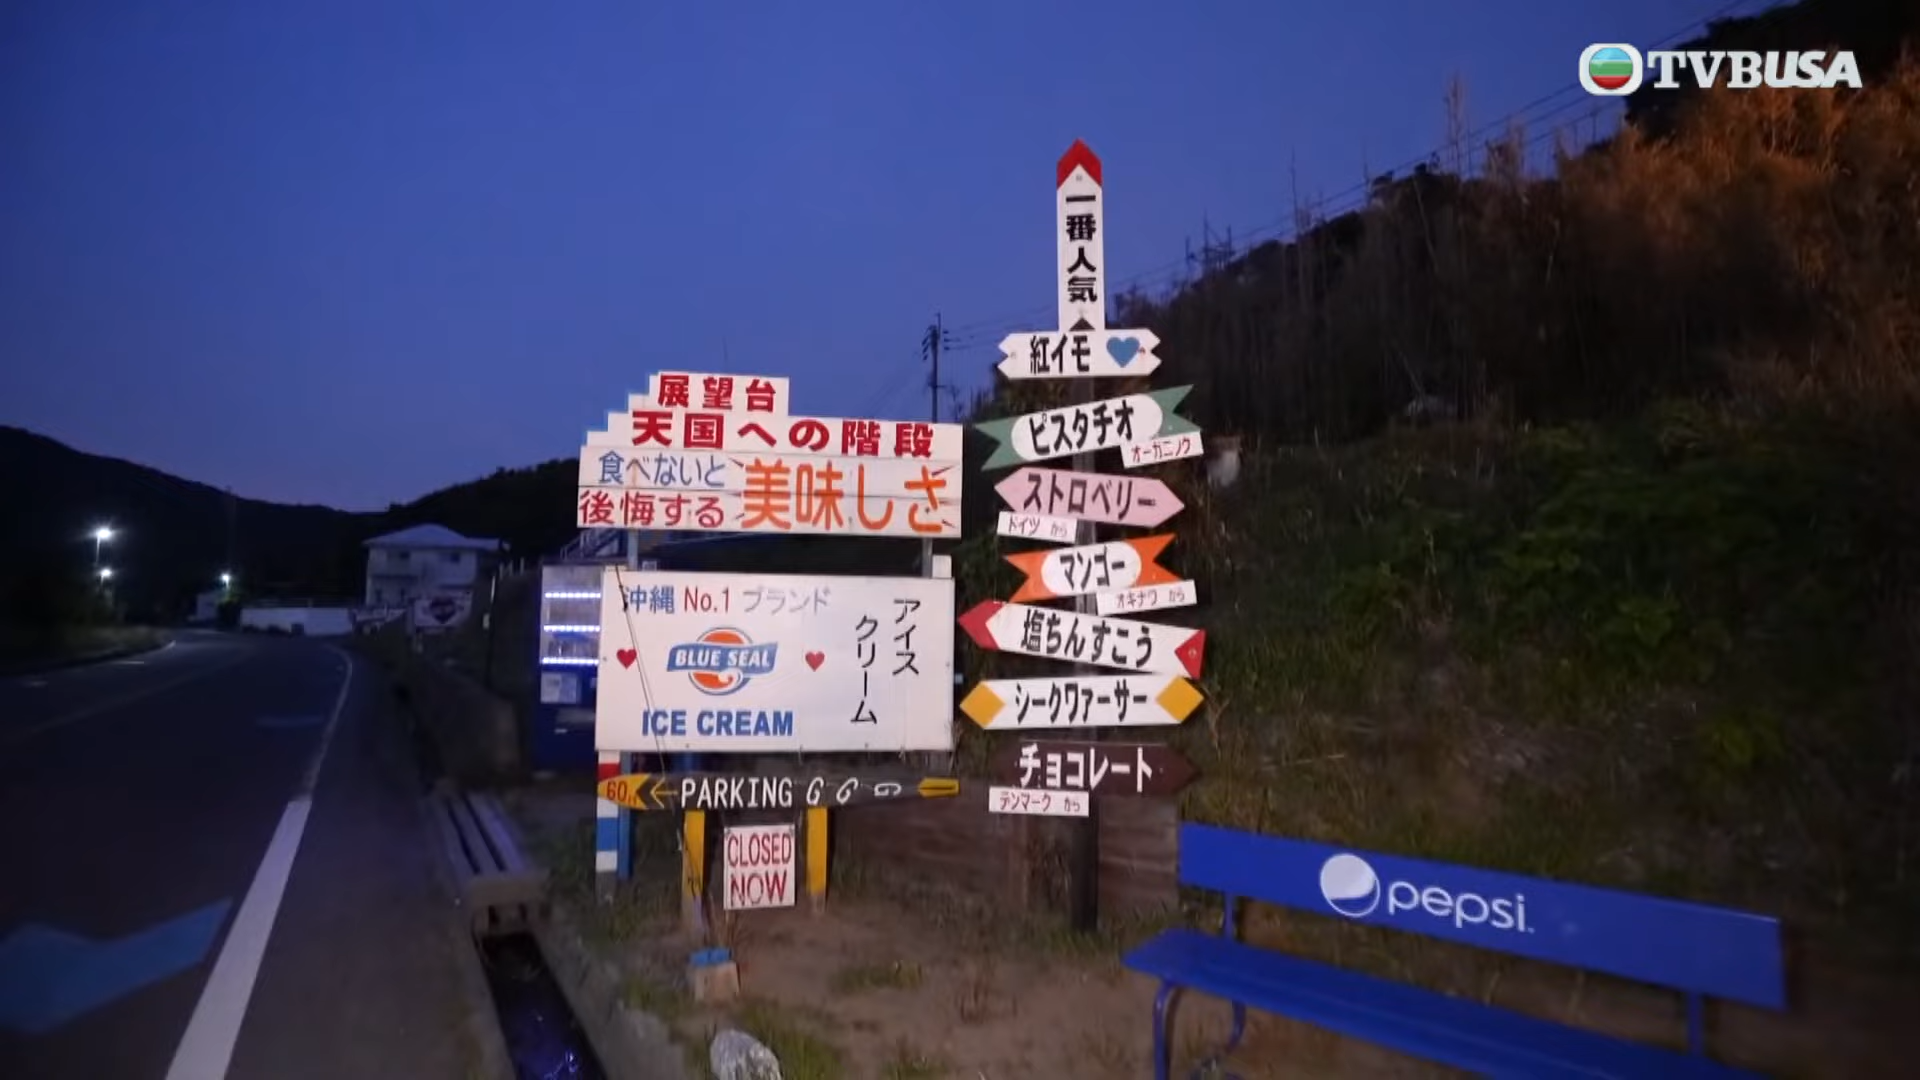 TVBUSA
一番人気
紅イモ
展望台
天国への階段
食べないと
後悔する
美味しさ
ピスタチオ
オーガニック
ストロベリー
ドイツ から
マンゴー
オキナワ から
塩ちんすこう
シークヮァーサー
チョコレート
デンマーク から
沖縄 No.1 ブランド
アイス
クリーム
BLUE SEAL
ICE CREAM
PARKING
CLOSED
NOW
pepsi